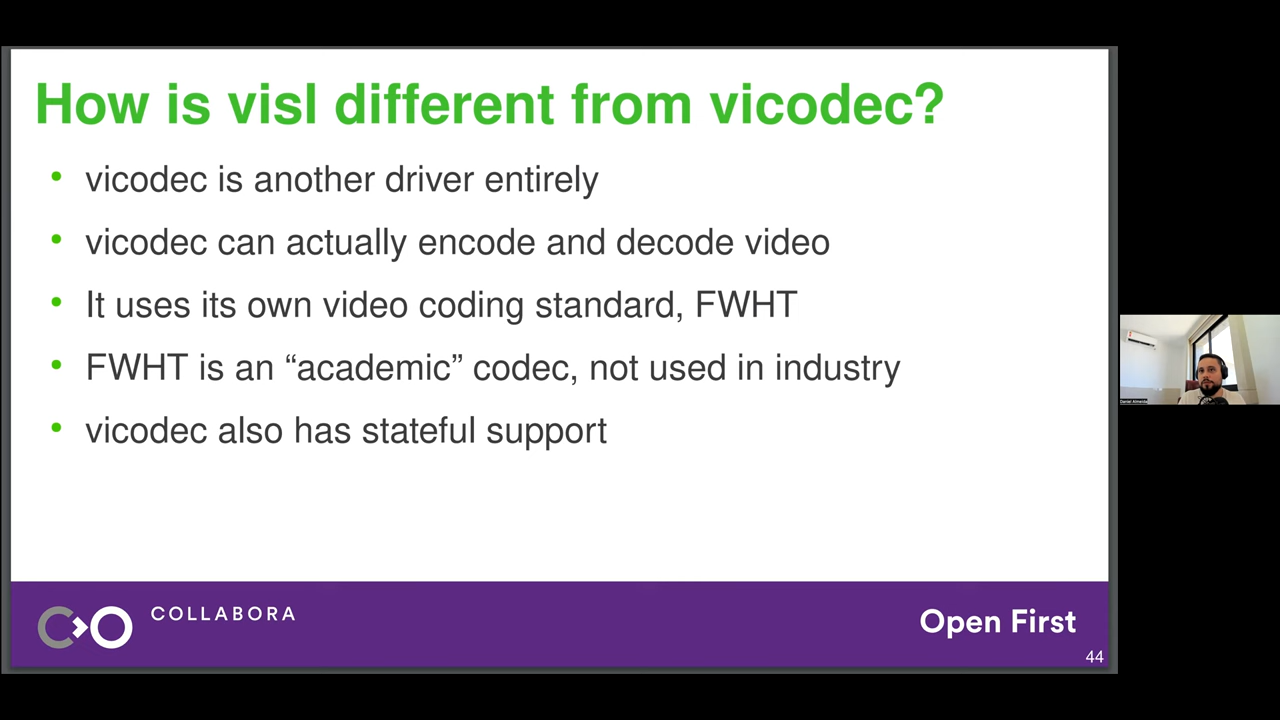 How is visl different from vicodec?
• vicodec is another driver entirely
• vicodec can actually encode and decode video
• It uses its own video coding standard, FWHT
• FWHT is an “academic” codec, not used in industry
• vicodec also has stateful support
COLLABORA
Open First
44
Daniel Almeida